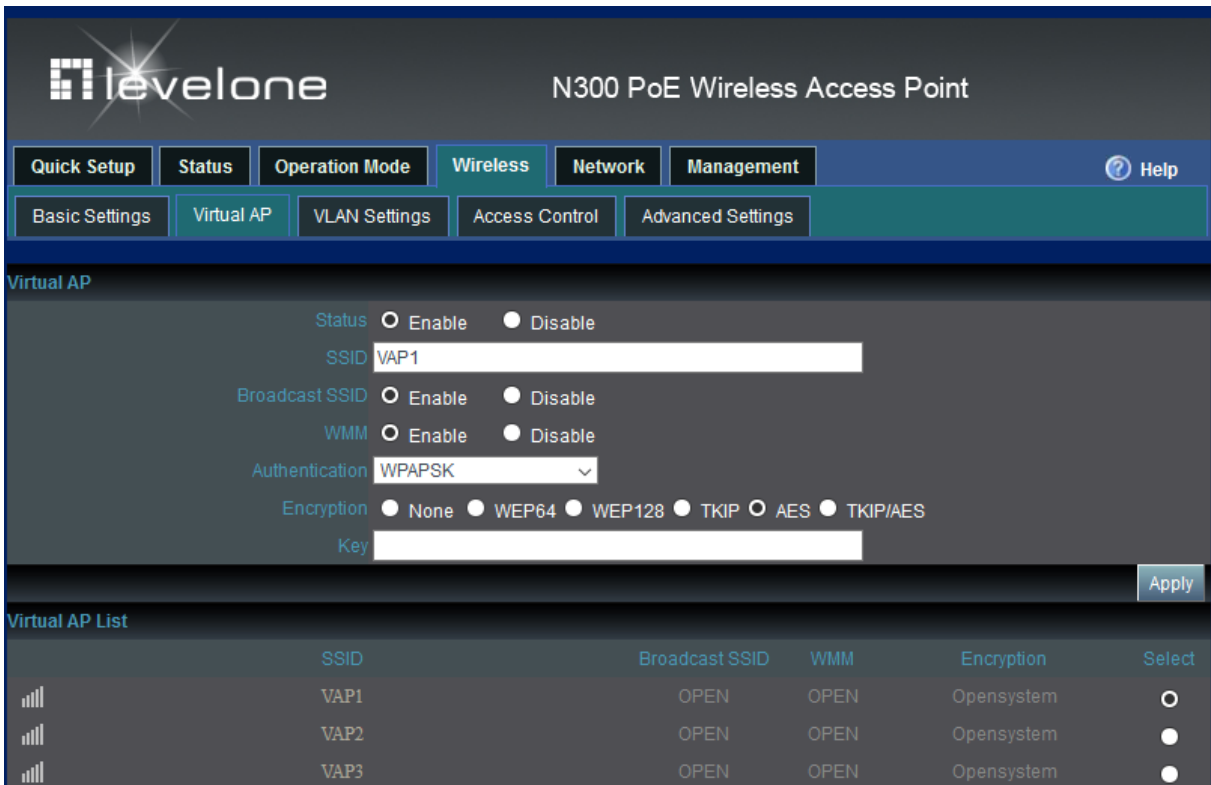 levelone
N300 PoE Wireless Access Point
Quick Setup Status Operation Mode Wireless Network Management ? Help
Basic Settings Virtual AP VLAN Settings Access Control Advanced Settings
Virtual AP
Status Enable Disable
SSID VAP1
Broadcast SSID Enable Disable
WMM Enable Disable
Authentication WPAPSK
Encryption None WEP64 WEP128 TKIP AES TKIP/AES
Key
Apply
Virtual AP List
SSID Broadcast SSID WMM Encryption Select
VAP1 OPEN OPEN Opensystem
VAP2 OPEN OPEN Opensystem
VAP3 OPEN OPEN Opensystem